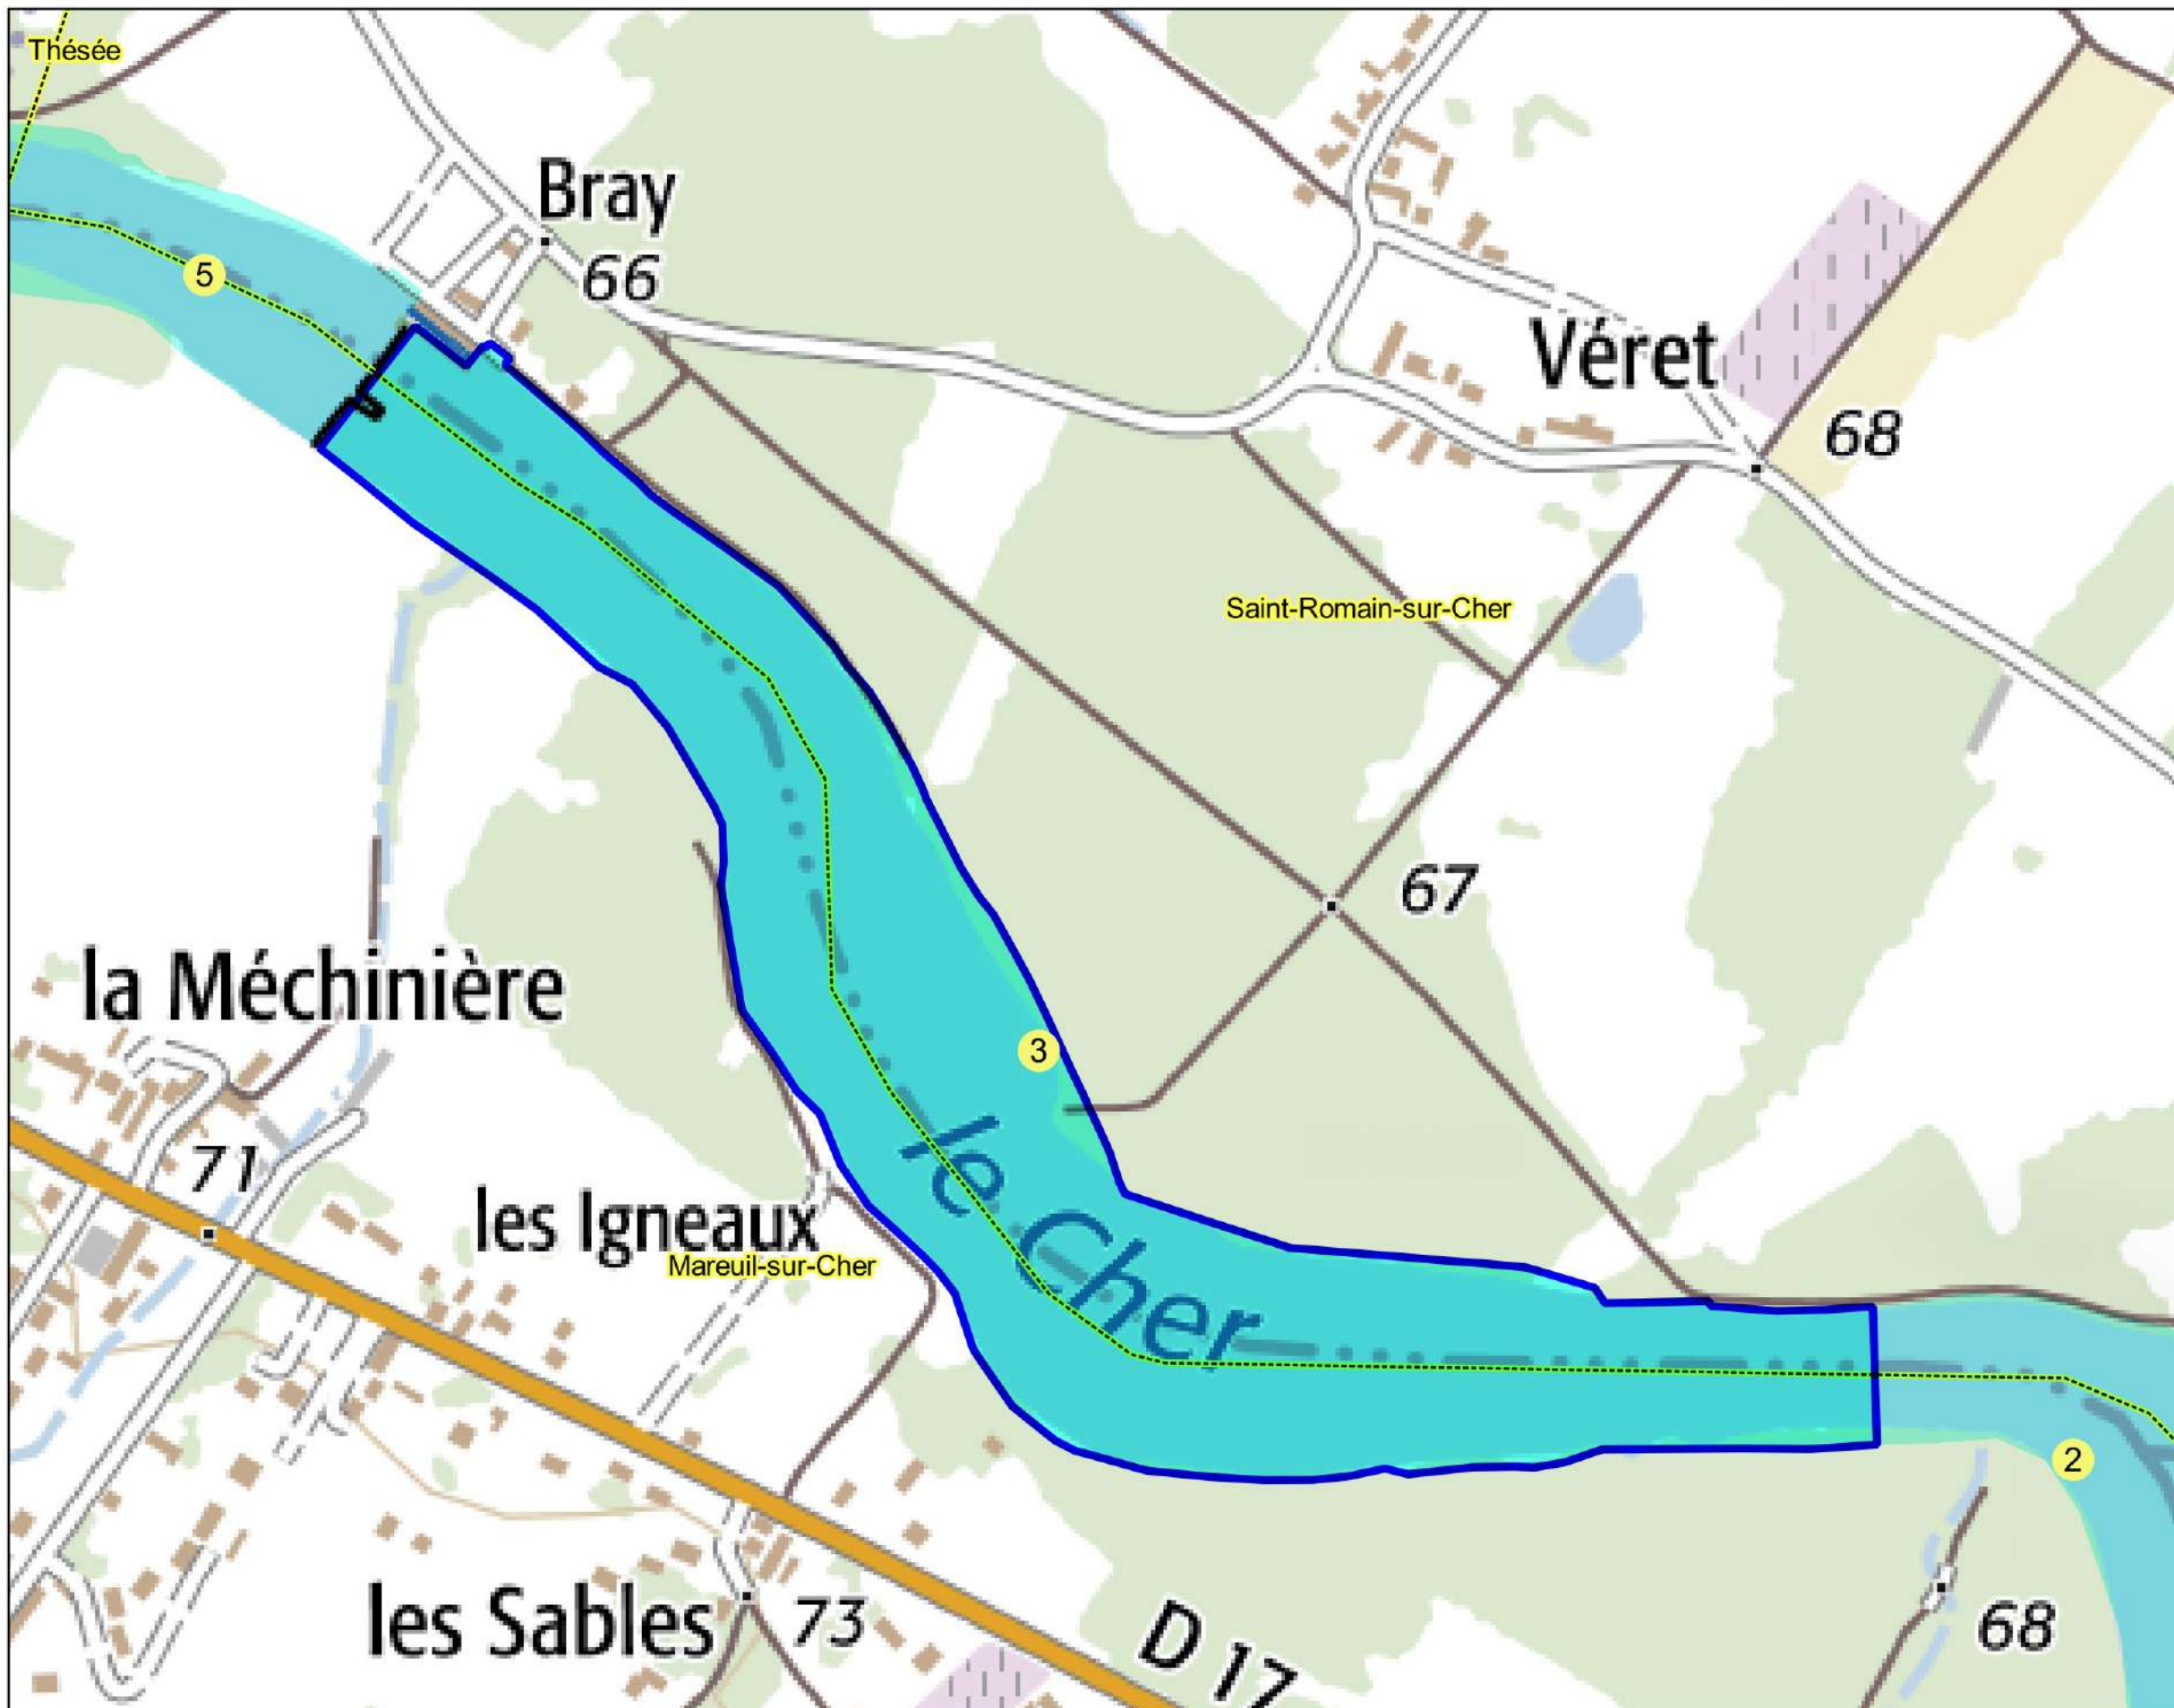 Thésée
Bray
66
5
Véret
68
Saint-Romain-sur-Cher
67
la Méchinière
3
71
les Igneaux
Mareuil-sur-Cher
le Cher
2
les Sables
73
D 17
68